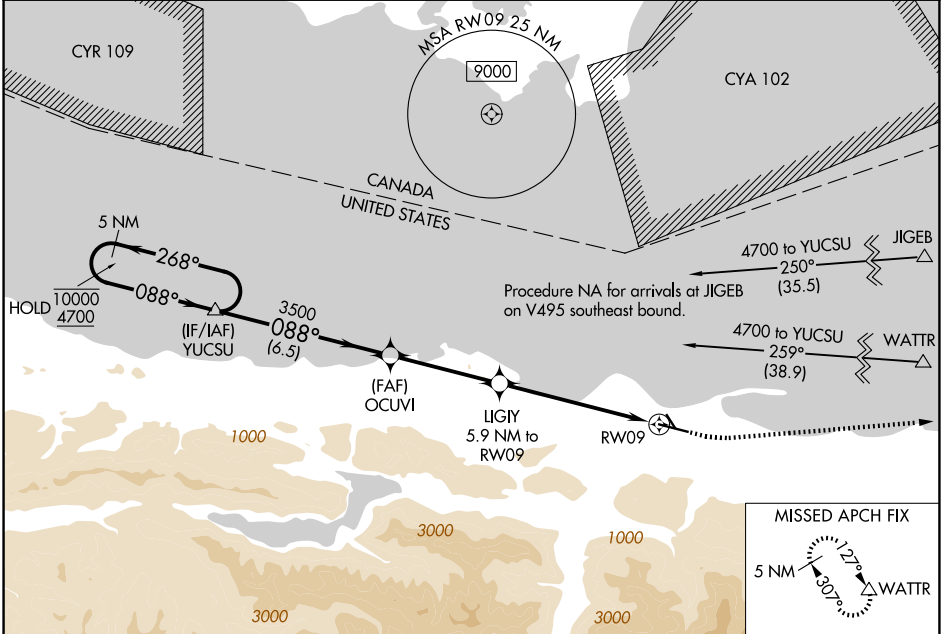 CYR 109
MSA RW09 25 NM
9000
CYA 102
CANADA
UNITED STATES
5 NM
268°
088°
HOLD
10000
4700
(IF/IAF)
YUCSU
3500
088°
(6.5)
(FAF)
OCUVI
LIGIY
5.9 NM to
RW09
RW09
4700 to YUCSU
250°
(35.5)
JIGEB
Procedure NA for arrivals at JIGEB
on V495 southeast bound.
4700 to YUCSU
259°
(38.9)
WATTR
1000
3000
1000
3000
3000
MISSED APCH FIX
5 NM
127°
307°
WATTR